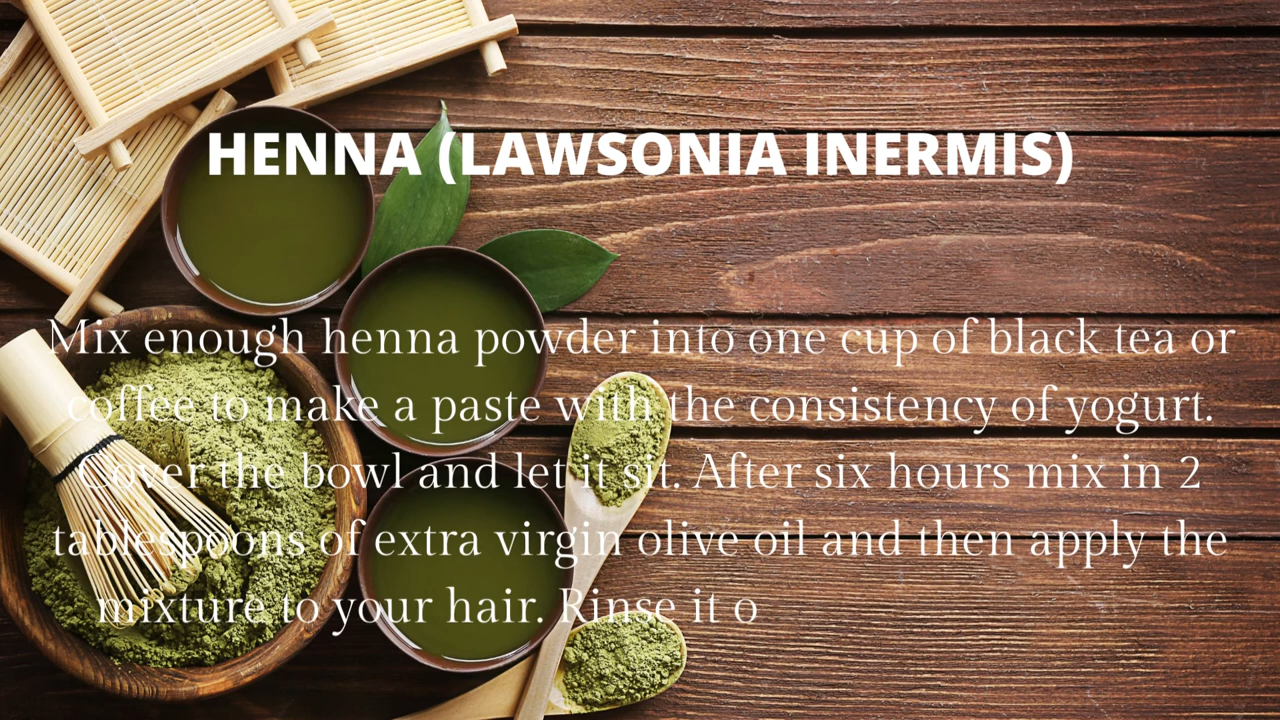 HENNA (LAWSONIA INERMIS)
Mix enough henna powder into one cup of black tea or
coffee to make a paste with the consistency of yogurt.
Cover the bowl and let it sit. After six hours mix in 2
tablespoons of extra virgin olive oil and then apply the
mixture to your hair. Rinse it o